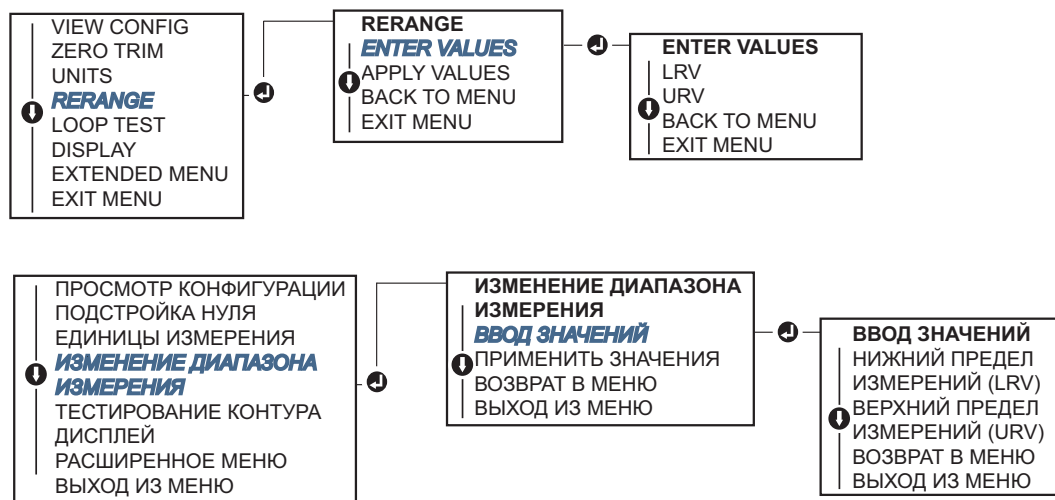 VIEW CONFIG
ZERO TRIM
UNITS
RERANGE
LOOP TEST
DISPLAY
EXTENDED MENU
EXIT MENU
RERANGE
ENTER VALUES
APPLY VALUES
BACK TO MENU
EXIT MENU
ENTER VALUES
LRV
URV
BACK TO MENU
EXIT MENU
ПРОСМОТР КОНФИГУРАЦИИ
ПОДСТРОЙКА НУЛЯ
ЕДИНИЦЫ ИЗМЕРЕНИЯ
ИЗМЕНЕНИЕ ДИАПАЗОНА
ИЗМЕРЕНИЯ
ТЕСТИРОВАНИЕ КОНТУРА
ДИСПЛЕЙ
РАСШИРЕННОЕ МЕНЮ
ВЫХОД ИЗ МЕНЮ
ИЗМЕНЕНИЕ ДИАПАЗОНА
ИЗМЕРЕНИЯ
ВВОД ЗНАЧЕНИЙ
ПРИМЕНИТЬ ЗНАЧЕНИЯ
ВОЗВРАТ В МЕНЮ
ВЫХОД ИЗ МЕНЮ
ВВОД ЗНАЧЕНИЙ
НИЖНИЙ ПРЕДЕЛ
ИЗМЕРЕНИЙ (LRV)
ВЕРХНИЙ ПРЕДЕЛ
ИЗМЕРЕНИЙ (URV)
ВОЗВРАТ В МЕНЮ
ВЫХОД ИЗ МЕНЮ